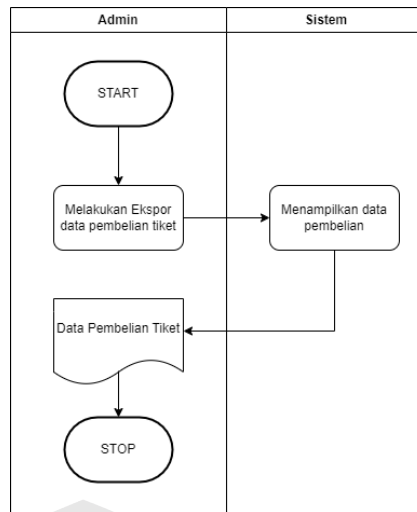 Admin
Sistem
START
Melakukan Ekspor
data pembelian tiket
Menampilkan data
pembelian
Data Pembelian Tiket
STOP